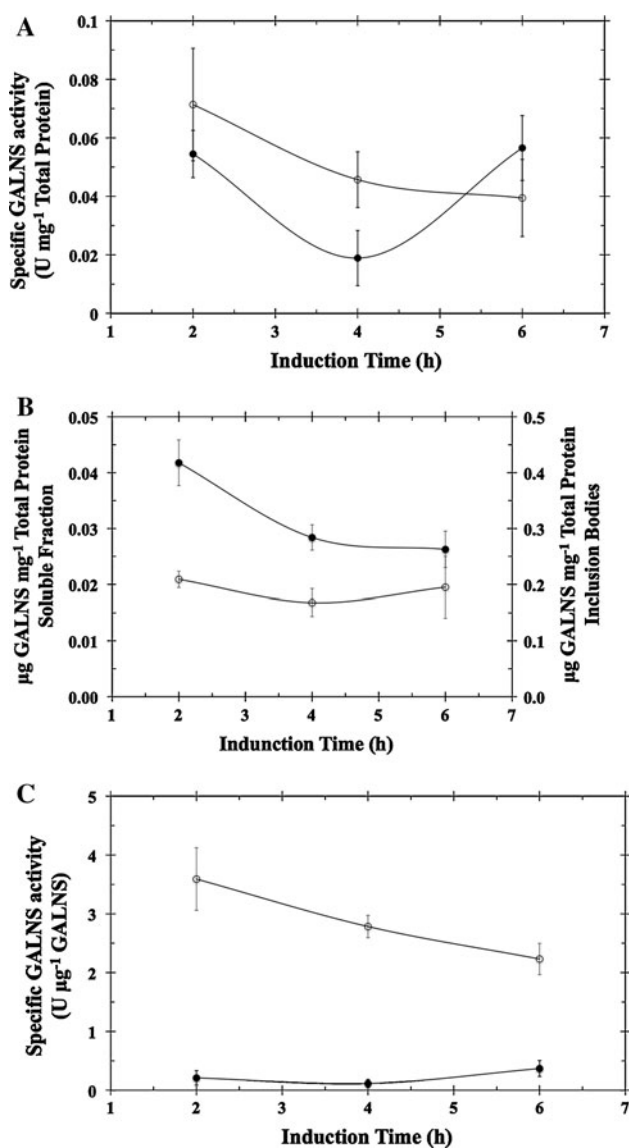 A
Specific GALNS activity
(U mg⁻¹ Total Protein)
0.1
0.08
0.06
0.04
0.02
0
1 2 3 4 5 6 7
Induction Time (h)
B
µg GALNS mg⁻¹ Total Protein
Soluble Fraction
0.05
0.04
0.03
0.02
0.01
0.00
0.5
0.4
0.3
0.2
0.1
0.0
µg GALNS mg⁻¹ Total Protein
Inclusion Bodies
1 2 3 4 5 6 7
Indunction Time (h)
C
Specific GALNS activity
(U µg⁻¹ GALNS)
5
4
3
2
1
0
1 2 3 4 5 6 7
Induction Time (h)